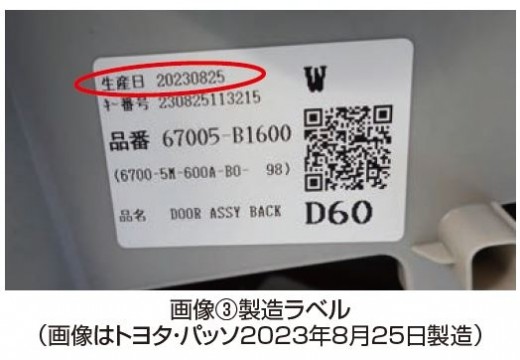 生産日 20230825
W
ｷｰ番号 230825113215
品番 67005-B1600
(6700-5M-600A-B0- 98)
品名 DOOR ASSY BACK
D60
画像③製造ラベル
(画像はトヨタ・パッソ2023年8月25日製造)